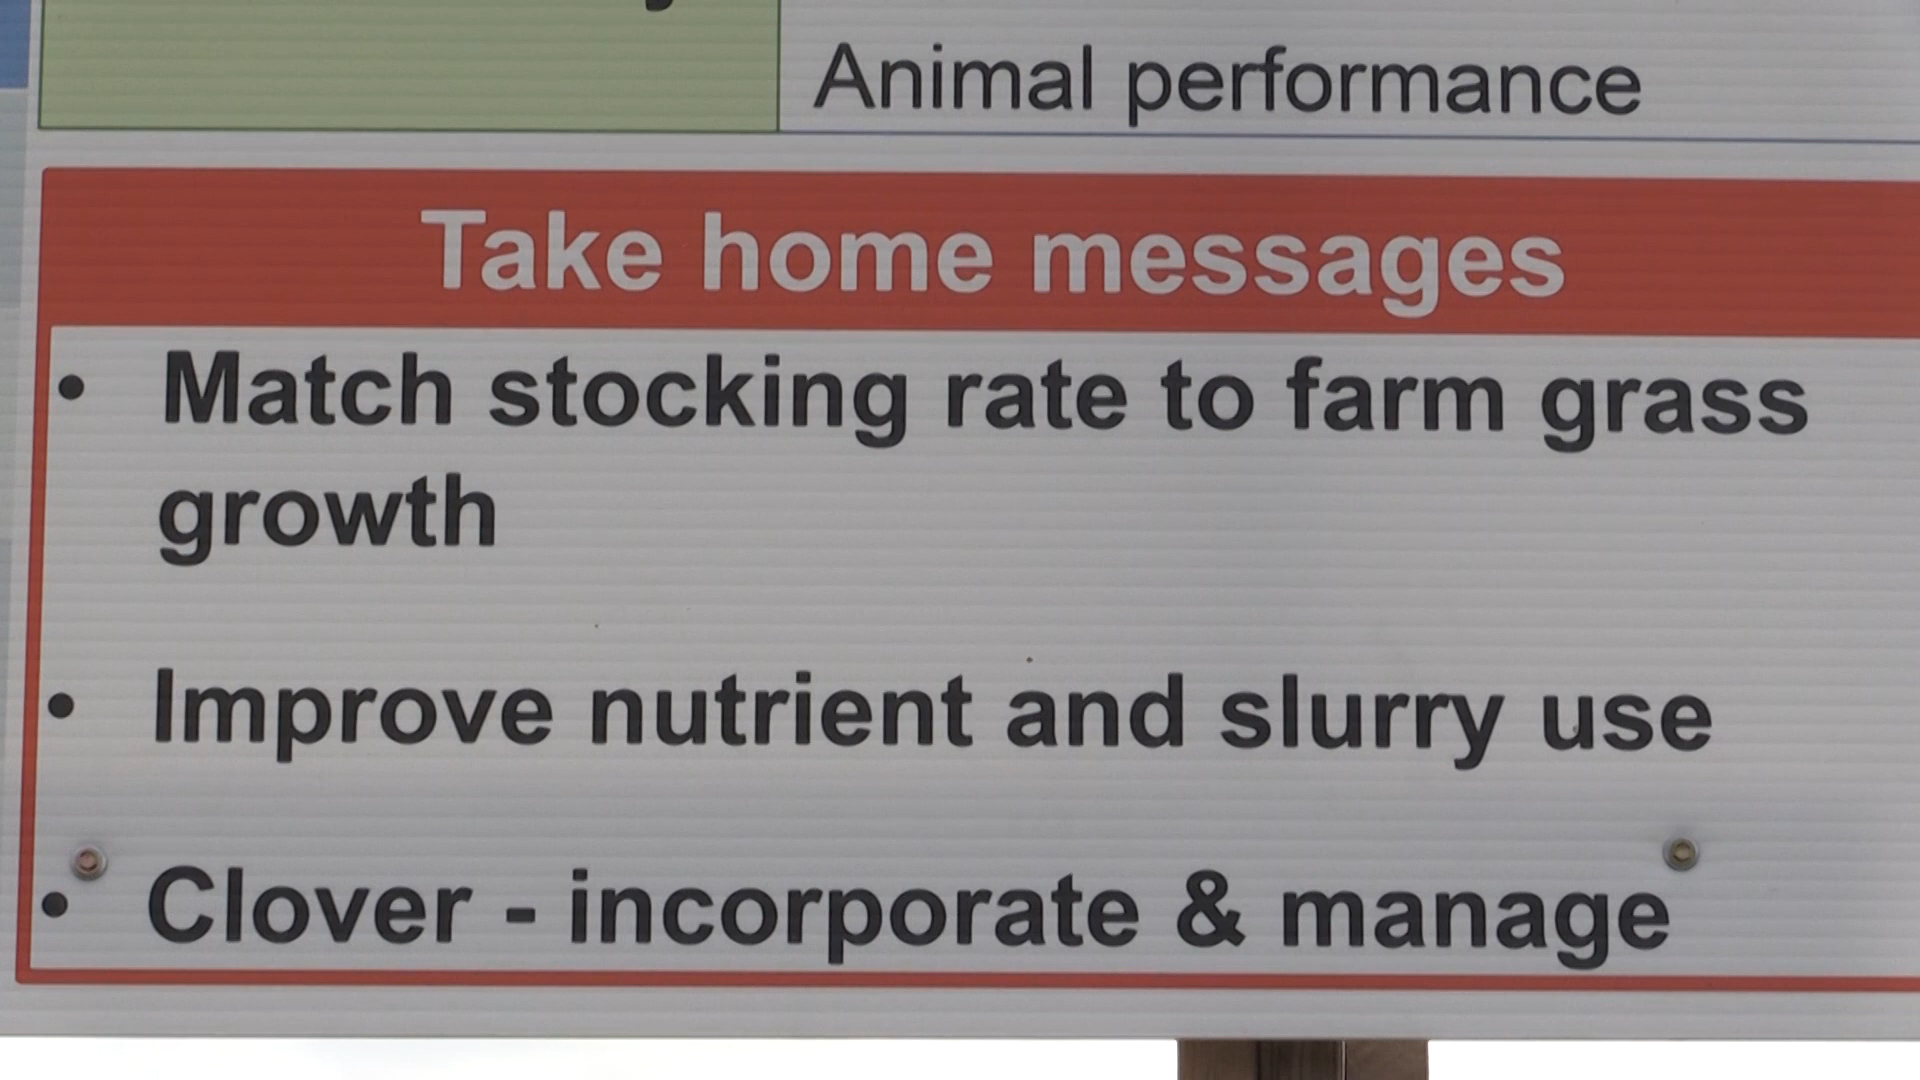 Animal performance
Take home messages
• Match stocking rate to farm grass
growth
• Improve nutrient and slurry use
• Clover - incorporate & manage